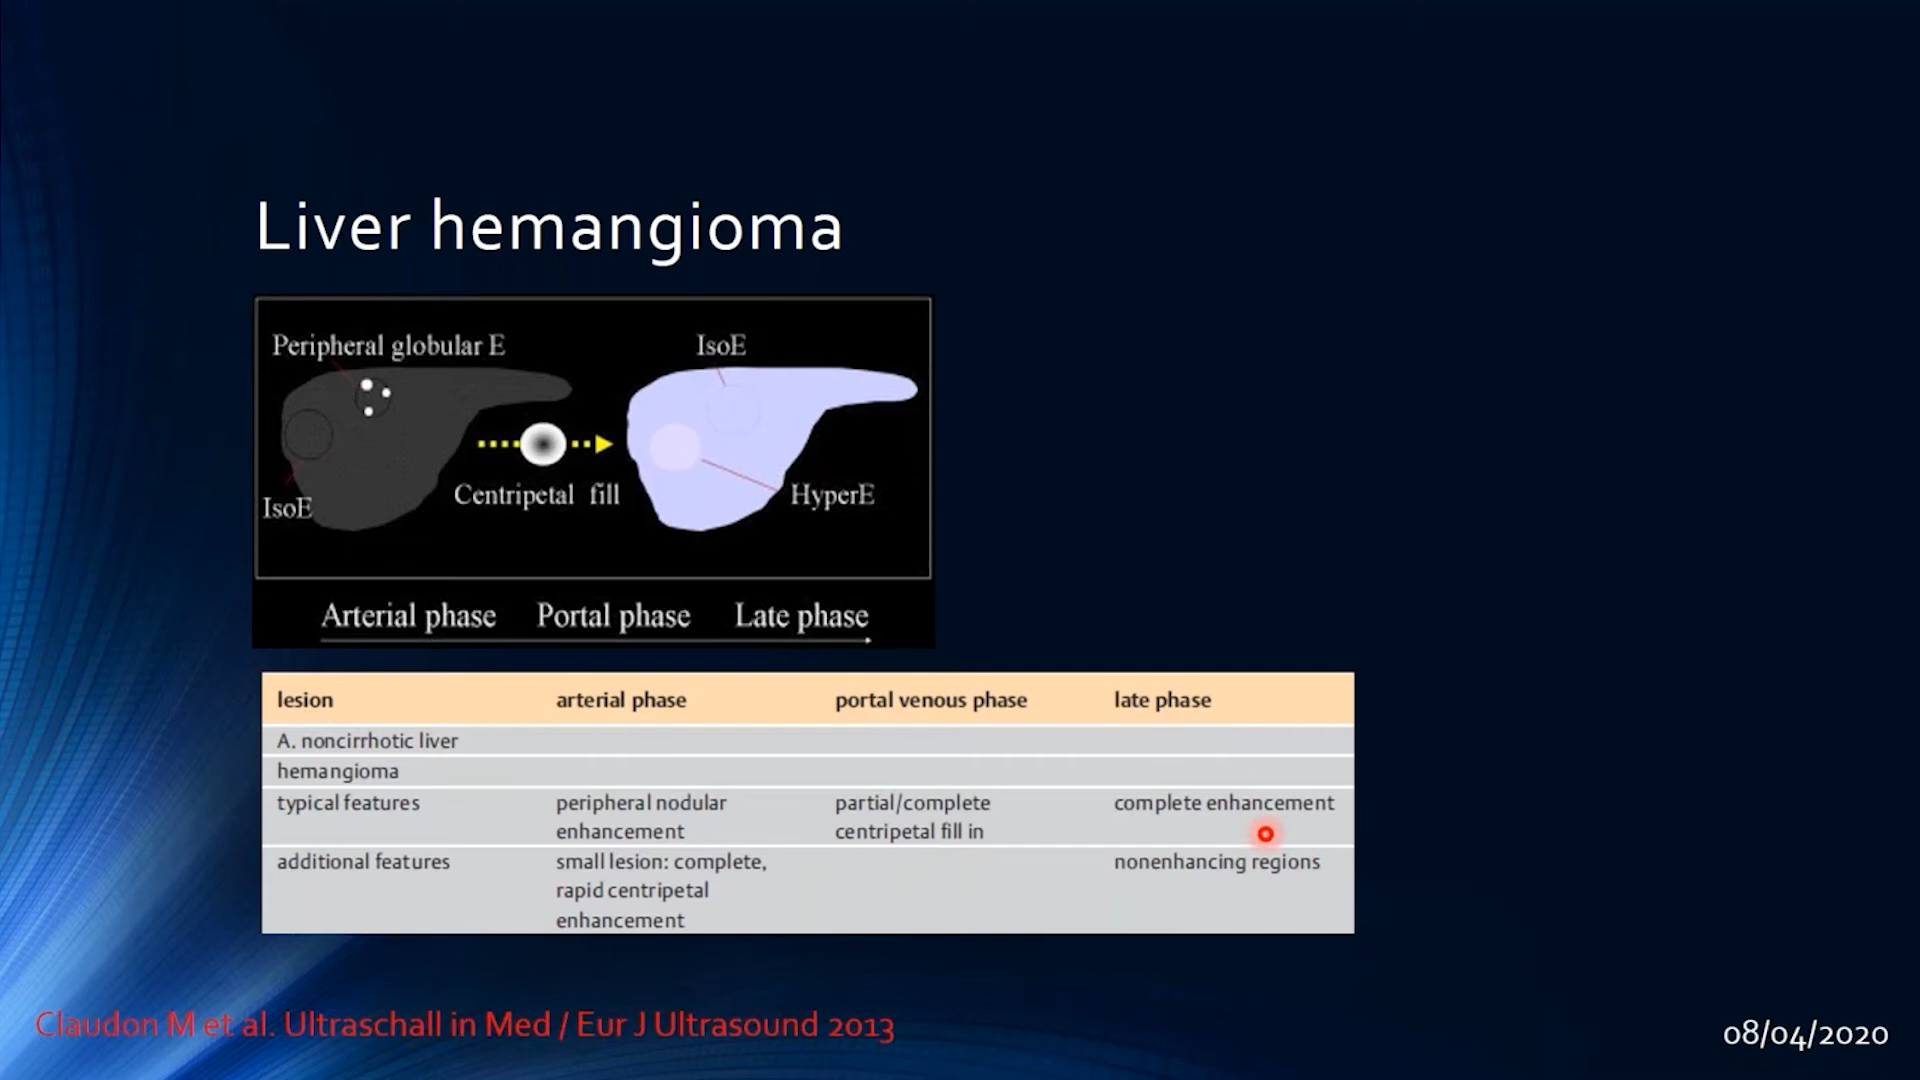 Liver hemangioma
Peripheral globular E
IsoE
IsoE
Centripetal fill
HyperE
Arterial phase Portal phase Late phase
lesion arterial phase portal venous phase late phase
A. noncirrhotic liver
hemangioma
typical features peripheral nodular partial/complete complete enhancement
enhancement centripetal fill in
additional features small lesion: complete, nonenhancing regions
rapid centripetal
enhancement
Claudon M et al. Ultraschall in Med / Eur J Ultrasound 2013
08/04/2020